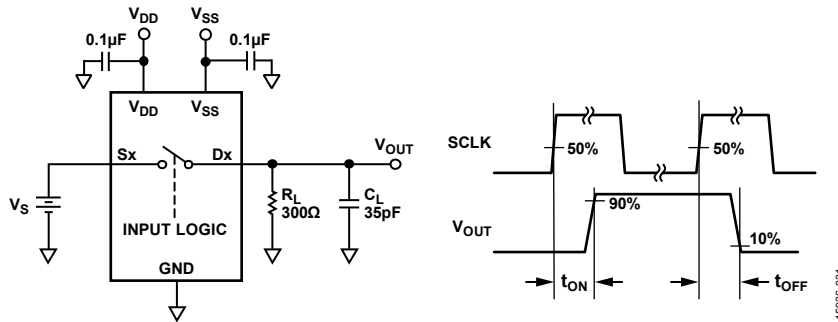 VDD
VSS
0.1µF
0.1µF
VDD
VSS
Sx
Dx
VOUT
VS
RL
300Ω
CL
35pF
INPUT LOGIC
GND
SCLK
50%
50%
VOUT
90%
10%
tON
tOFF